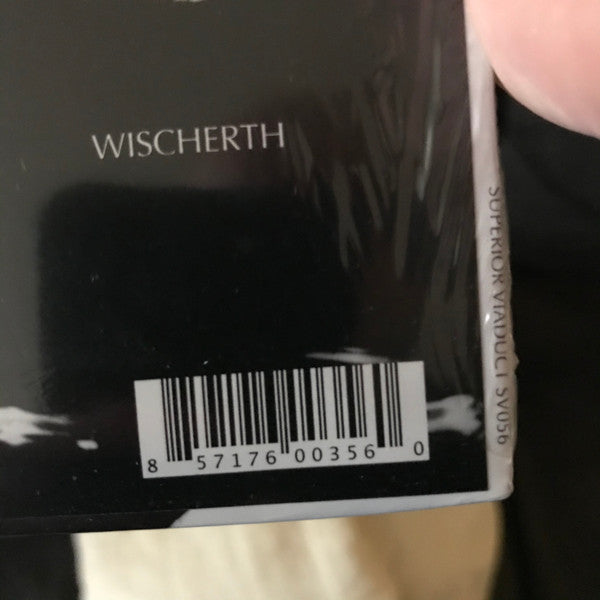 WISCHERTH
SUPERIOR VIADUCT SV056
8 57176 00356 0